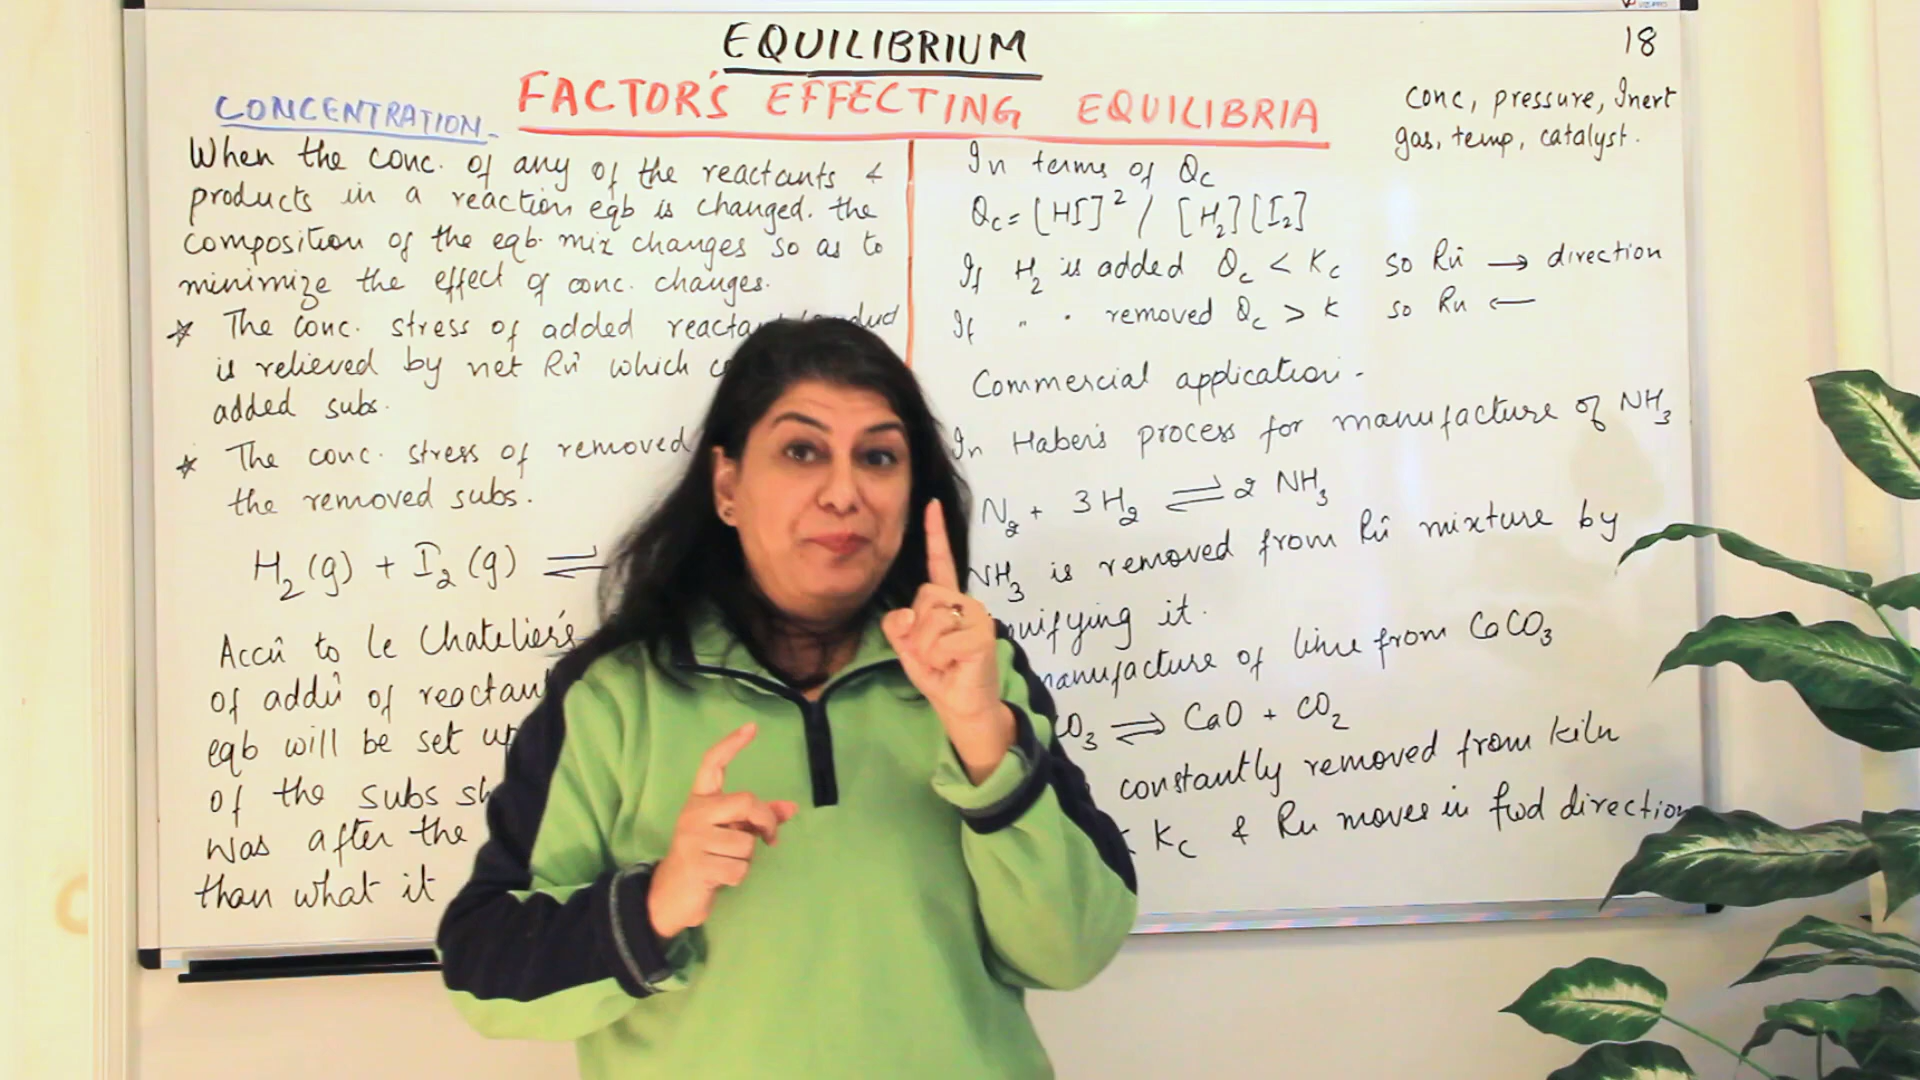 EQUILIBRIUM
18
FACTOR'S EFFECTING EQUILIBRIA
conc, pressure, Inert
gas, temp, catalyst.
CONCENTRATION-
When the conc. of any of the reactants &
products in a reaction eqb is changed. the
composition of the eqb. mix changes so as to
minimize the effect of conc. changes.
☆ The conc. stress of added
is relieved by net Rn̂ which
added subs.
☆ The conc. stress of removed
the removed subs.
H₂(g) + I₂(g) ⇌
Accn̂ to Le Chatelier's
of addn̂ of
eqb will be set up
of the subs
was after the
than what it
In terms of Qc
Qc = [HI]² / [H₂][I₂]
If H₂ is added Qc < Kc so Rn̂ → direction
If " " removed Qc > K so Rn ←
Commercial application.
In Haber's process for manufacture of NH₃
N₂ + 3H₂ ⇌ 2 NH₃
NH₃ is removed from Rn̂ mixture by
it.
manufacture of lime from CaCO₃
⇌ CaO + CO₂
constantly removed from kiln
Kc & Rn moves in fwd direction